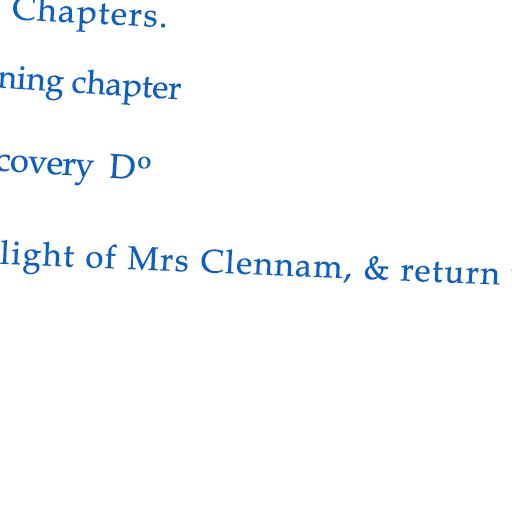 Chapters.
ning chapter
covery Dº
light of Mrs Clennam, & return